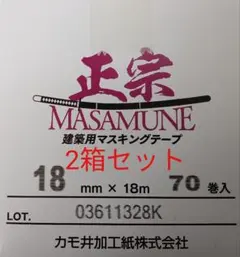 正宗
MASAMUNE
建築用マスキングテープ
2箱セット
18 mm × 18m 70 巻入
LOT. 03611328K
カモ井加工紙株式会社